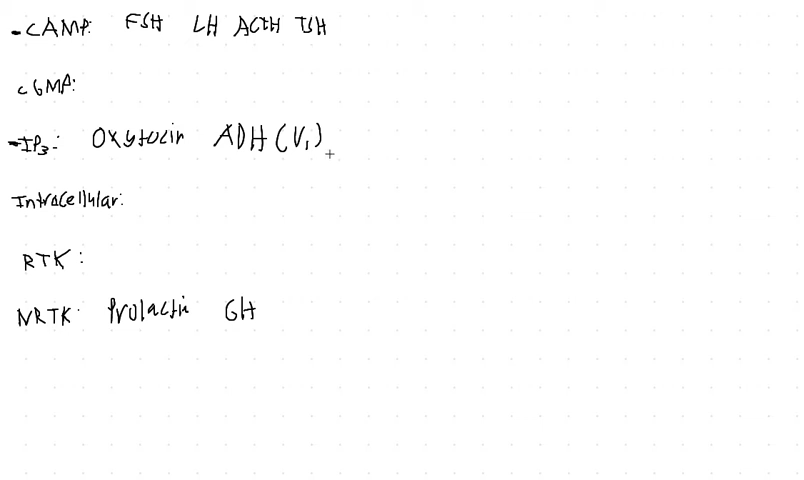 -CAMP: FSH LH ACTH TSH
CGMP:
-IP₃: Oxytocin ADH (V₁)
Intracellular:
RTK:
NRTK: Prolactin GH